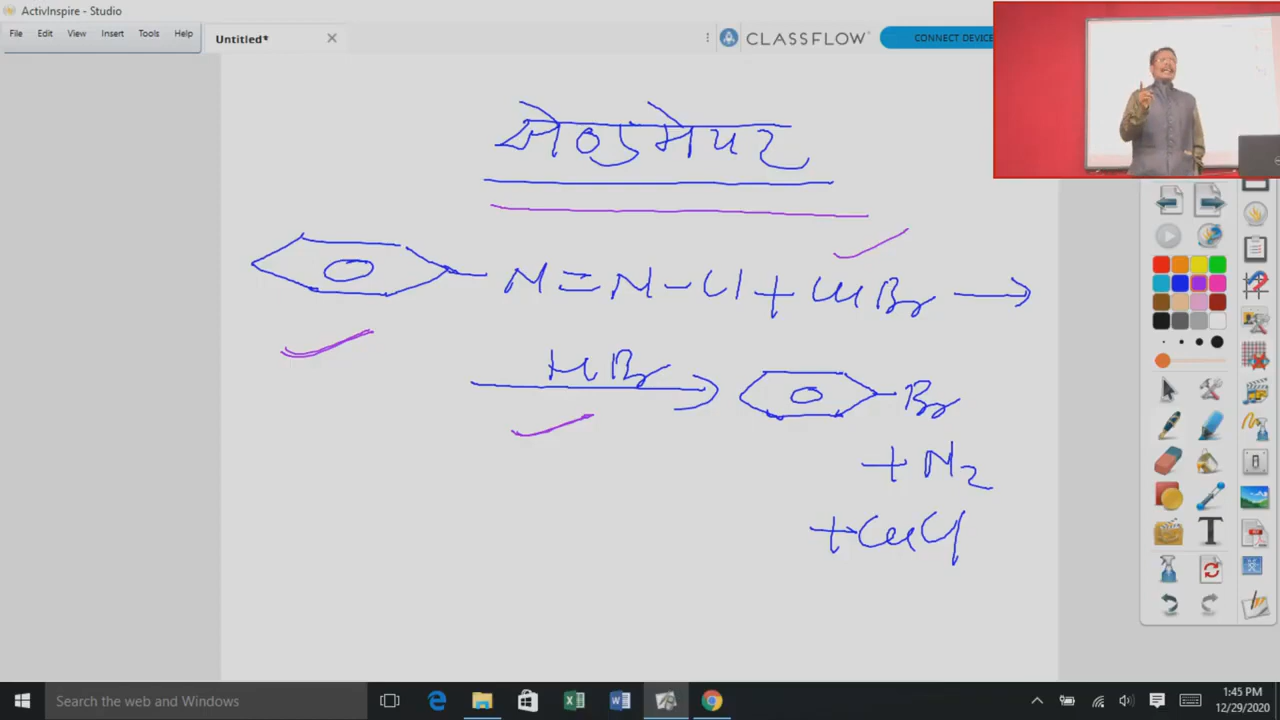 ActivInspire - Studio
File Edit View Insert Tools Help
Untitled*
CLASSFLOW
CONNECT DEVICE
सेण्डमेयर
N=N-Cl+CuBr
HBr
Br
+N2
+CuCl
Search the web and Windows
1:45 PM
12/29/2020